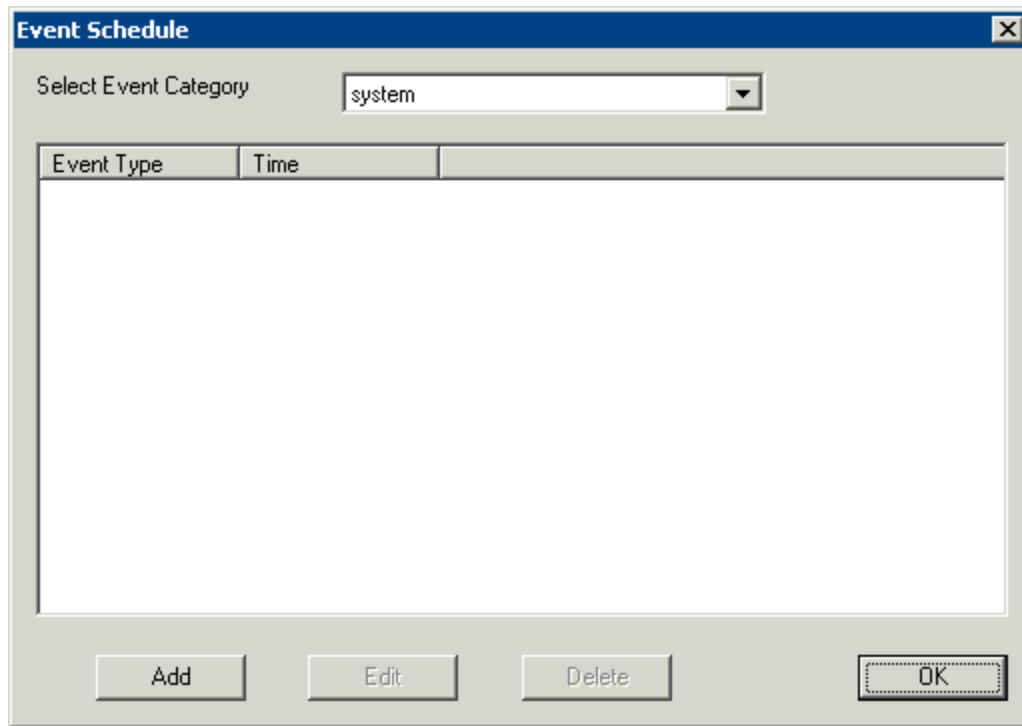 Event Schedule
Select Event Category
system
Event Type Time
Add Edit Delete OK